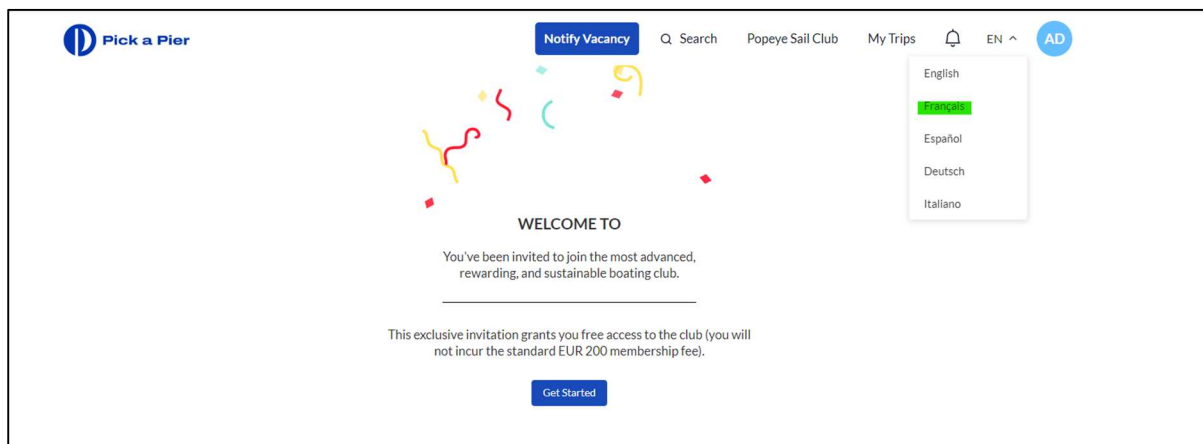 Pick a Pier
Notify Vacancy Search Popeye Sail Club My Trips EN AD
English
Français
Español
Deutsch
Italiano
WELCOME TO
You've been invited to join the most advanced,
rewarding, and sustainable boating club.
This exclusive invitation grants you free access to the club (you will
not incur the standard EUR 200 membership fee).
Get Started